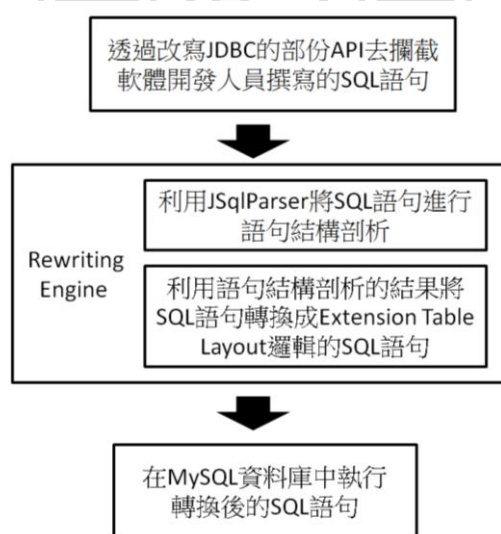 透過改寫JDBC的部份API去攔截
軟體開發人員撰寫的SQL語句
Rewriting
Engine
利用JSqlParser將SQL語句進行
語句結構剖析
利用語句結構剖析的結果將
SQL語句轉換成Extension Table
Layout邏輯的SQL語句
在MySQL資料庫中執行
轉換後的SQL語句